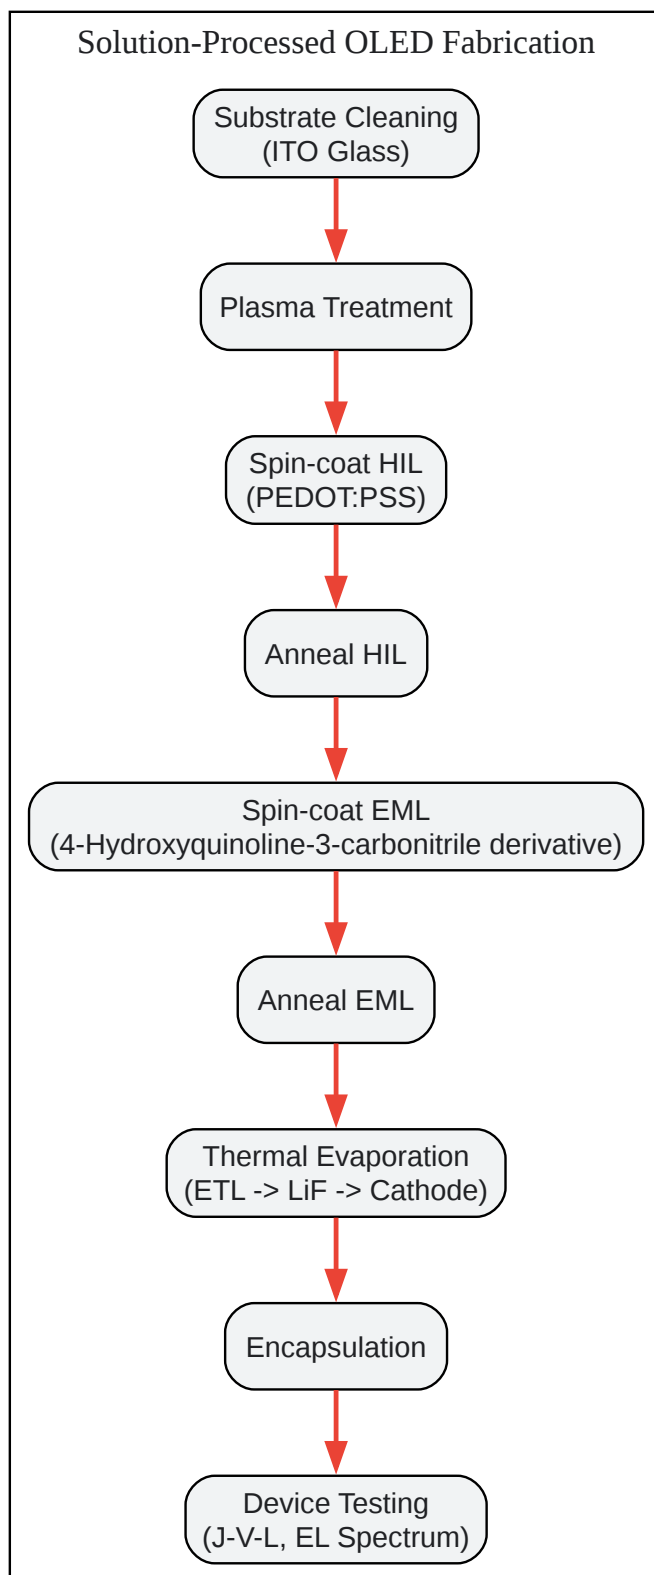 Solution-Processed OLED Fabrication
Substrate Cleaning
(ITO Glass)
Plasma Treatment
Spin-coat HIL
(PEDOT:PSS)
Anneal HIL
Spin-coat EML
(4-Hydroxyquinoline-3-carbonitrile derivative)
Anneal EML
Thermal Evaporation
(ETL -> LiF -> Cathode)
Encapsulation
Device Testing
(J-V-L, EL Spectrum)